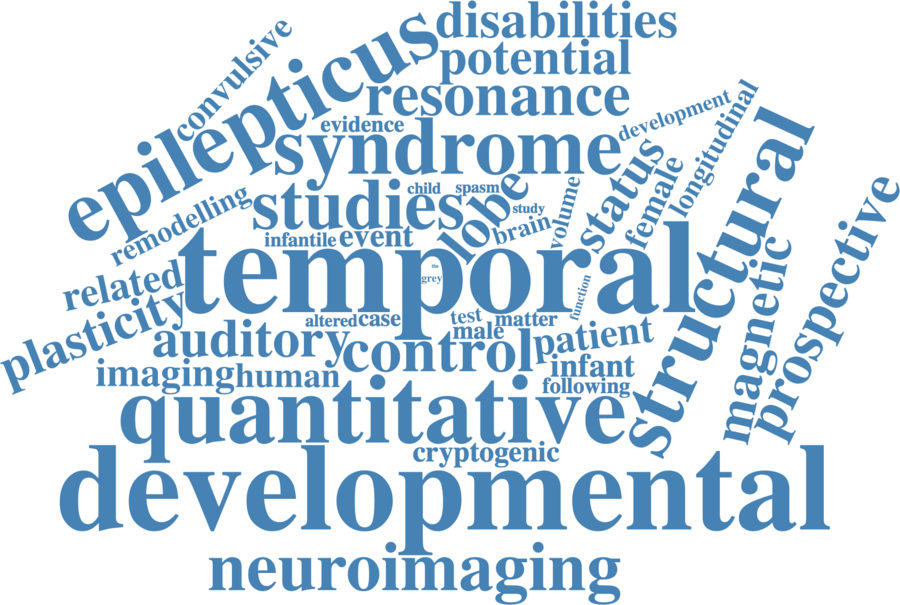 disabilities
convulsive
epilepticus
potential
resonance
evidence
development
longitudinal
syndrome
status
female
structural
child
spasm
lobe
studies
study
volume
brain
remodelling
infantile
event
temporal
the
grey
function
related
plasticity
magnetic
prospective
altered
case
test
matter
male
auditory
control
patient
imaging
human
infant
following
quantitative
cryptogenic
developmental
neuroimaging